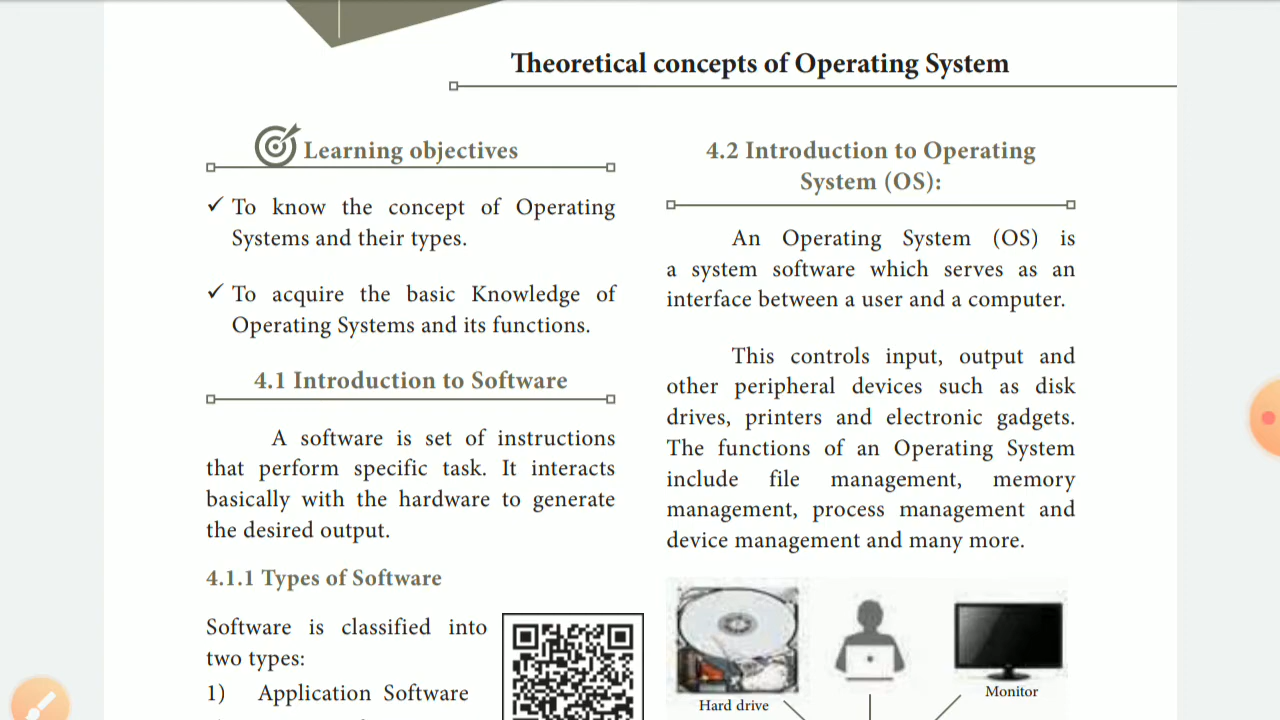 Theoretical concepts of Operating System
Learning objectives
✓ To know the concept of Operating
Systems and their types.
✓ To acquire the basic Knowledge of
Operating Systems and its functions.
4.1 Introduction to Software
A software is set of instructions
that perform specific task. It interacts
basically with the hardware to generate
the desired output.
4.1.1 Types of Software
Software is classified into
two types:
1) Application Software
4.2 Introduction to Operating
System (OS):
An Operating System (OS) is
a system software which serves as an
interface between a user and a computer.
This controls input, output and
other peripheral devices such as disk
drives, printers and electronic gadgets.
The functions of an Operating System
include file management, memory
management, process management and
device management and many more.
Hard drive
Monitor